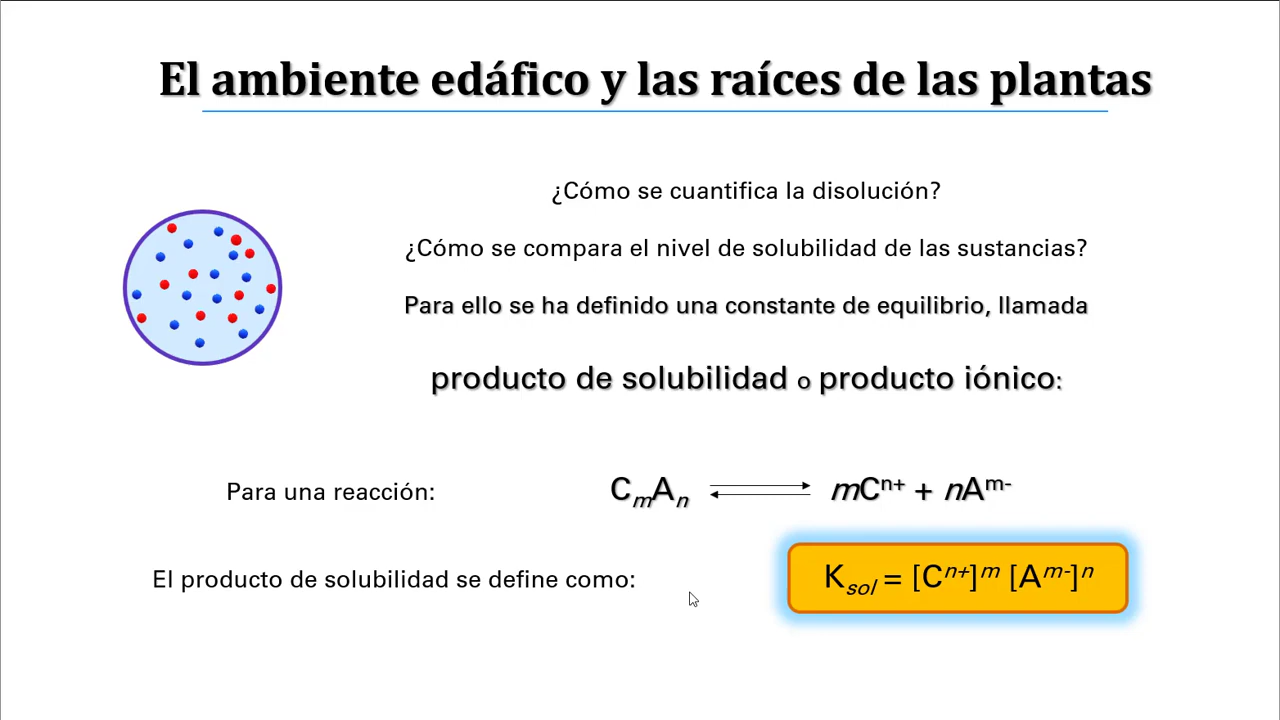 El ambiente edáfico y las raíces de las plantas
¿Cómo se cuantifica la disolución?
¿Cómo se compara el nivel de solubilidad de las sustancias?
Para ello se ha definido una constante de equilibrio, llamada
producto de solubilidad o producto iónico:
Para una reacción: CₘAₙ ⇌ mCⁿ⁺ + nAᵐ⁻
El producto de solubilidad se define como: Kₛₒₗ = [Cⁿ⁺]ᵐ [Aᵐ⁻]ⁿ